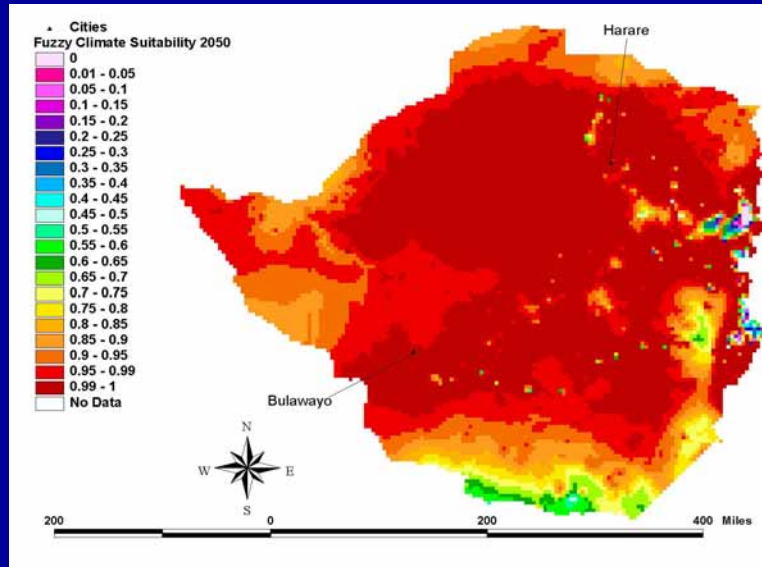 Cities
Fuzzy Climate Suitability 2050
0
0.01 - 0.05
0.05 - 0.1
0.1 - 0.15
0.15 - 0.2
0.2 - 0.25
0.25 - 0.3
0.3 - 0.35
0.35 - 0.4
0.4 - 0.45
0.45 - 0.5
0.5 - 0.55
0.55 - 0.6
0.6 - 0.65
0.65 - 0.7
0.7 - 0.75
0.75 - 0.8
0.8 - 0.85
0.85 - 0.9
0.9 - 0.95
0.95 - 0.99
0.99 - 1
No Data
Harare
Bulawayo
N
W E
S
200 0 200 400 Miles